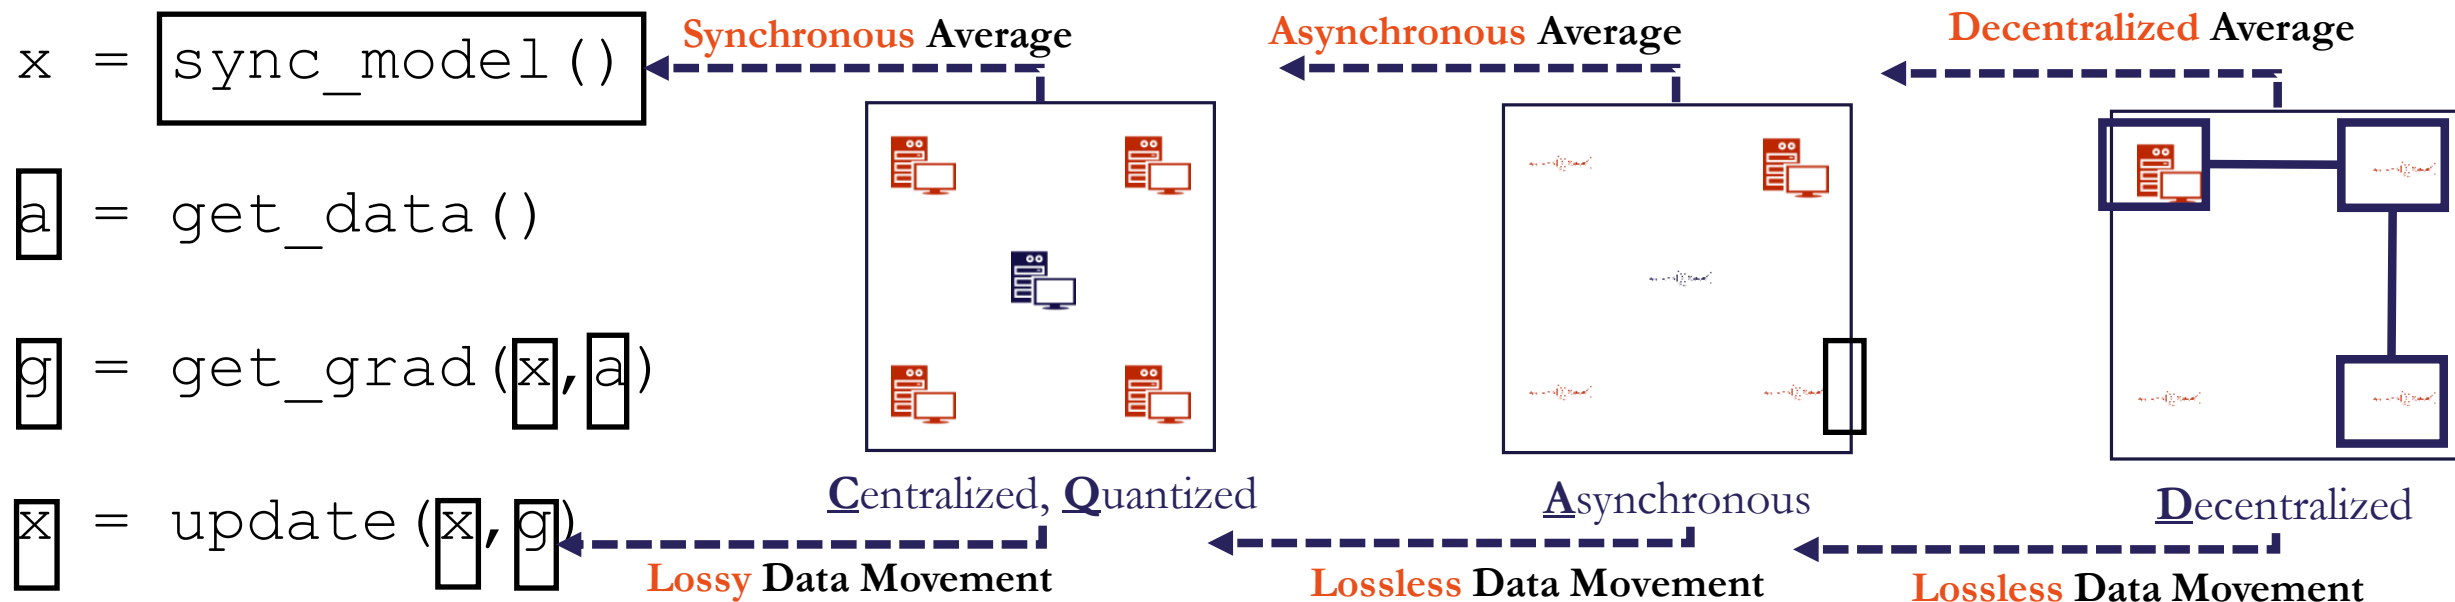 x = sync_model()
a = get_data()
g = get_grad(x,a)
x = update(x,g)
Synchronous Average
Centralized, Quantized
Lossy Data Movement
Asynchronous Average
Asynchronous
Lossless Data Movement
Decentralized Average
Decentralized
Lossless Data Movement